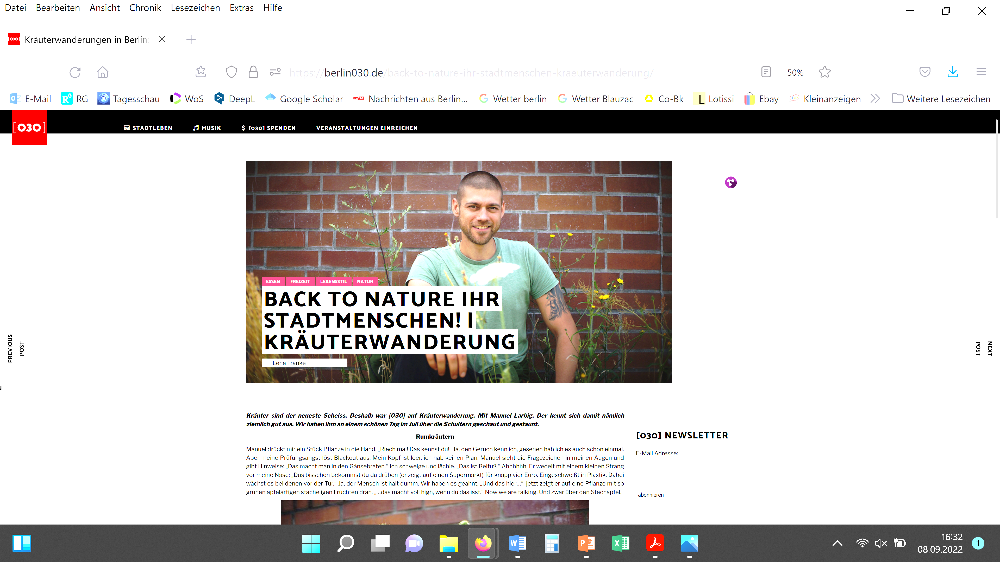 Datei Bearbeiten Ansicht Chronik Lesezeichen Extras Hilfe
[030] Kräuterwanderungen in Berlin:
https://berlin030.de/back-to-nature-ihr-stadtmenschen-kraeuterwanderung/ 50%
E-Mail RG Tagesschau WoS DeepL Google Scholar Nachrichten aus Berlin... Wetter berlin Wetter Blauzac Co-Bk Lotissi Ebay Kleinanzeigen Weitere Lesezeichen
[030] STADTLEBEN MUSIK $ [030] SPENDEN VERANSTALTUNGEN EINREICHEN
ESSEN FREIZEIT LEBENSSTIL NATUR
BACK TO NATURE IHR
STADTMENSCHEN! |
KRÄUTERWANDERUNG
Lena Franke
PREVIOUS
POST
NEXT
POST
Kräuter sind der neueste Scheiss. Deshalb war [030] auf Kräuterwanderung. Mit Manuel Larbig. Der kennt sich damit nämlich
ziemlich gut aus. Wir haben ihm an einem schönen Tag im Juli über die Schultern geschaut und gestaunt.
Rumkräutern
Manuel drückt mir ein Stück Pflanze in die Hand. „Riech mal! Das kennst du!“ Ja, den Geruch kenn ich, gesehen hab ich es auch schon einmal.
Aber meine Prüfungsangst löst Blackout aus. Mein Kopf ist leer. ich hab keinen Plan. Manuel sieht die Fragezeichen in meinen Augen und
gibt Hinweise: „Das macht man in den Gänsebraten.“ Ich schweige und lächle. „Das ist Beifuß.“ Ahhhhhh. Er wedelt mit einem kleinen Strang
vor meine Nase: „Das bisschen bekommst du da drüben (er zeigt auf einen Supermarkt) für knapp vier Euro. Eingeschweißt in Plastik. Dabei
wächst es bei denen vor der Tür.“ Ja, der Mensch ist halt dumm. Wir haben es geahnt. „Und das hier…“, jetzt zeigt er auf eine Pflanze mit so
grünen apfelartigen stacheligen Früchten dran. „…das macht voll high, wenn du das isst.“ Now we are talking. Und zwar über den Stechapfel.
[030] NEWSLETTER
E-Mail Adresse:
abonnieren
16:32
08.09.2022
1